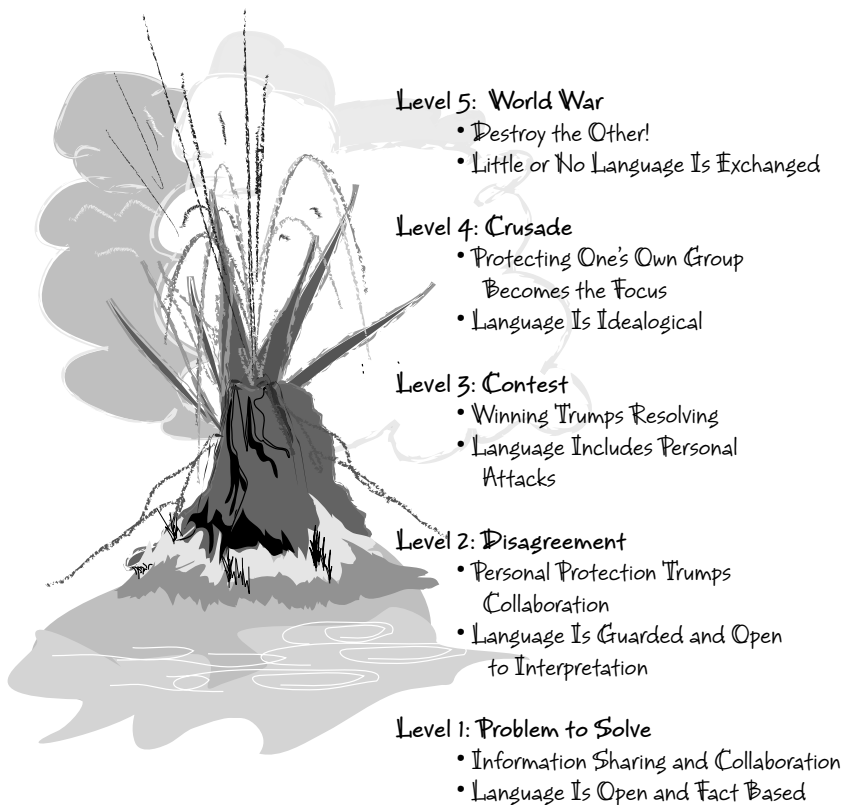 Level 5: World War
• Destroy the Other!
• Little or No Language Is Exchanged
Level 4: Crusade
• Protecting One's Own Group
Becomes the Focus
• Language Is Idealogical
Level 3: Contest
• Winning Trumps Resolving
• Language Includes Personal
Attacks
Level 2: Disagreement
• Personal Protection Trumps
Collaboration
• Language Is Guarded and Open
to Interpretation
Level 1: Problem to Solve
• Information Sharing and Collaboration
• Language Is Open and Fact Based